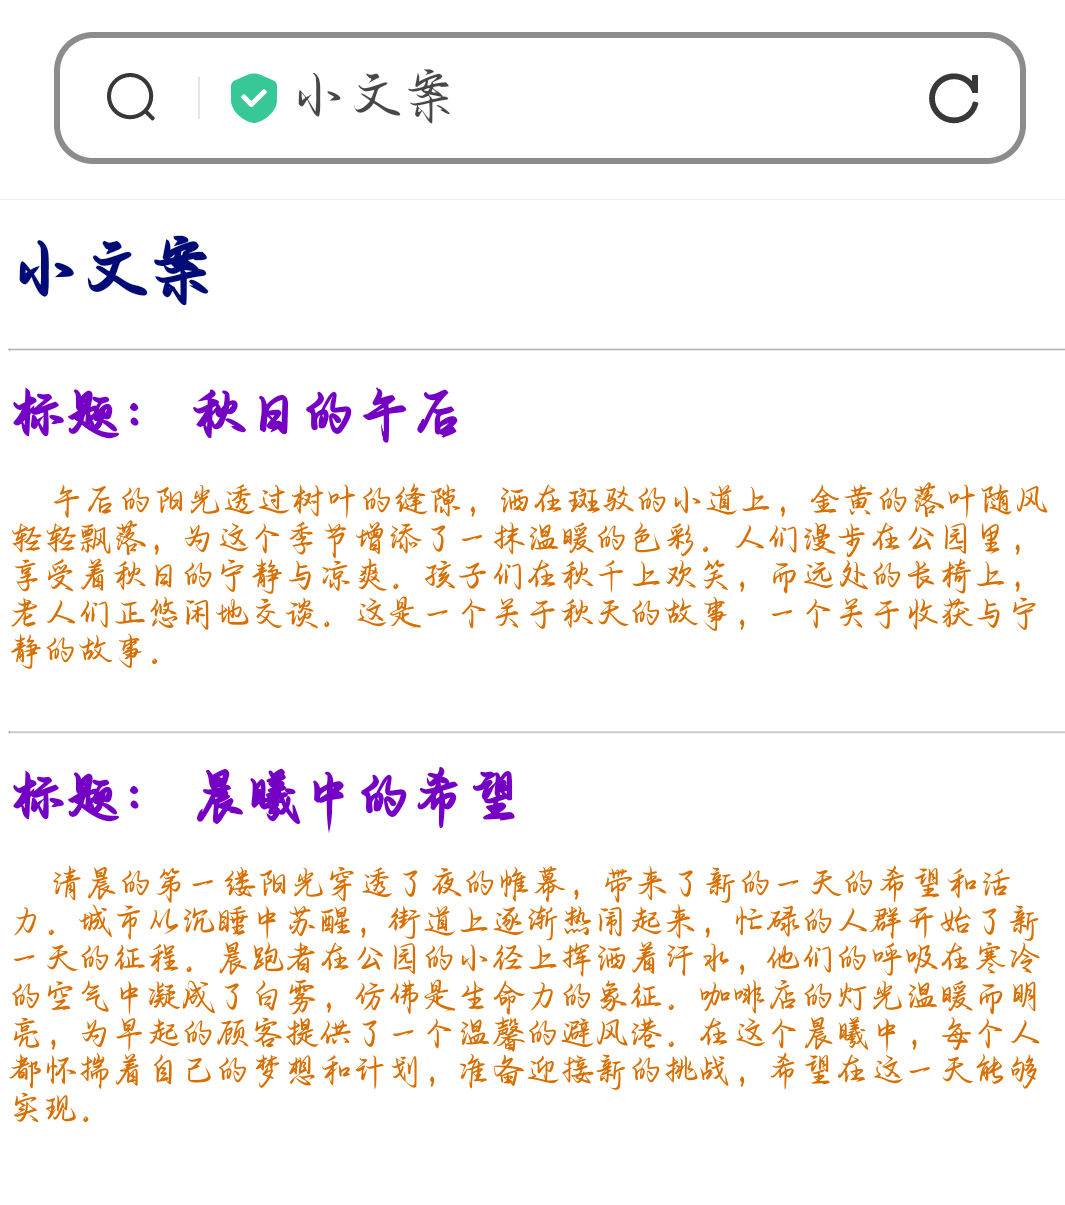 小文案
小文案
标题： 秋日的午后
午后的阳光透过树叶的缝隙，洒在斑驳的小道上，金黄的落叶随风
轻轻飘落，为这个季节增添了一抹温暖的色彩。人们漫步在公园里，
享受着秋日的宁静与凉爽。孩子们在秋千上欢笑，而远处的长椅上，
老人们正悠闲地交谈。这是一个关于秋天的故事，一个关于收获与宁
静的故事。
标题： 晨曦中的希望
清晨的第一缕阳光穿透了夜的帷幕，带来了新的一天的希望和活
力。城市从沉睡中苏醒，街道上逐渐热闹起来，忙碌的人群开始了新
一天的征程。晨跑者在公园的小径上挥洒着汗水，他们的呼吸在寒冷
的空气中凝成了白雾，仿佛是生命力的象征。咖啡店的灯光温暖而明
亮，为早起的顾客提供了一个温馨的避风港。在这个晨曦中，每个人
都怀揣着自己的梦想和计划，准备迎接新的挑战，希望在这一天能够
实现。